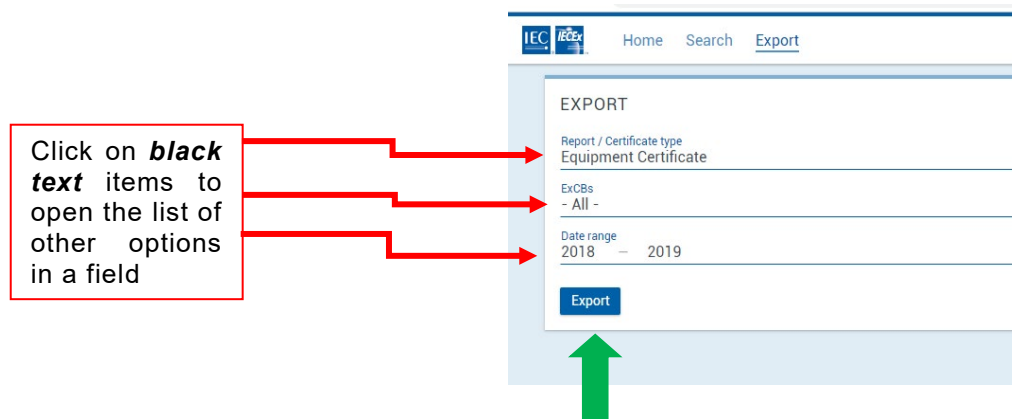 IEC IECEx Home Search Export
EXPORT
Click on black
text items to
open the list of
other options
in a field
Report / Certificate type
Equipment Certificate
ExCBs
- All -
Date range
2018 – 2019
Export